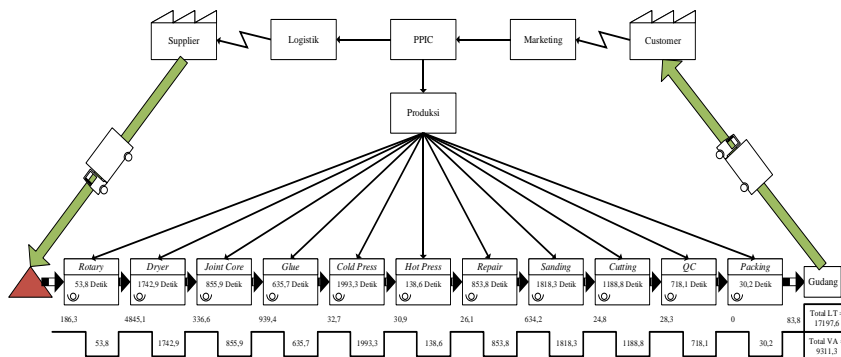 Supplier
Logistik
PPIC
Marketing
Customer
Produksi
Rotary
Dryer
Joint Core
Glue
Cold Press
Hot Press
Repair
Sanding
Cutting
QC
Packing
53,8 Detik
1742,9 Detik
855,9 Detik
635,7 Detik
1993,3 Detik
138,6 Detik
853,8 Detik
1818,3 Detik
1188,8 Detik
718,1 Detik
30,2 Detik
Gudang
186,3
4845,1
336,6
939,4
32,7
30,9
26,1
634,2
24,8
28,3
0
83,8
Total LT =
17197,6
53,8
1742,9
855,9
635,7
1993,3
138,6
853,8
1818,3
1188,8
718,1
30,2
Total VA =
9311,3